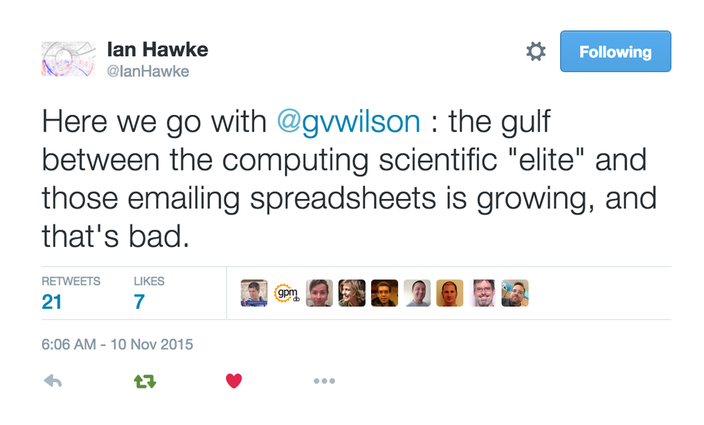 Ian Hawke
@IanHawke
Following
Here we go with @gvwilson : the gulf
between the computing scientific "elite" and
those emailing spreadsheets is growing, and
that's bad.
RETWEETS LIKES
21 7
gpm
6:06 AM - 10 Nov 2015